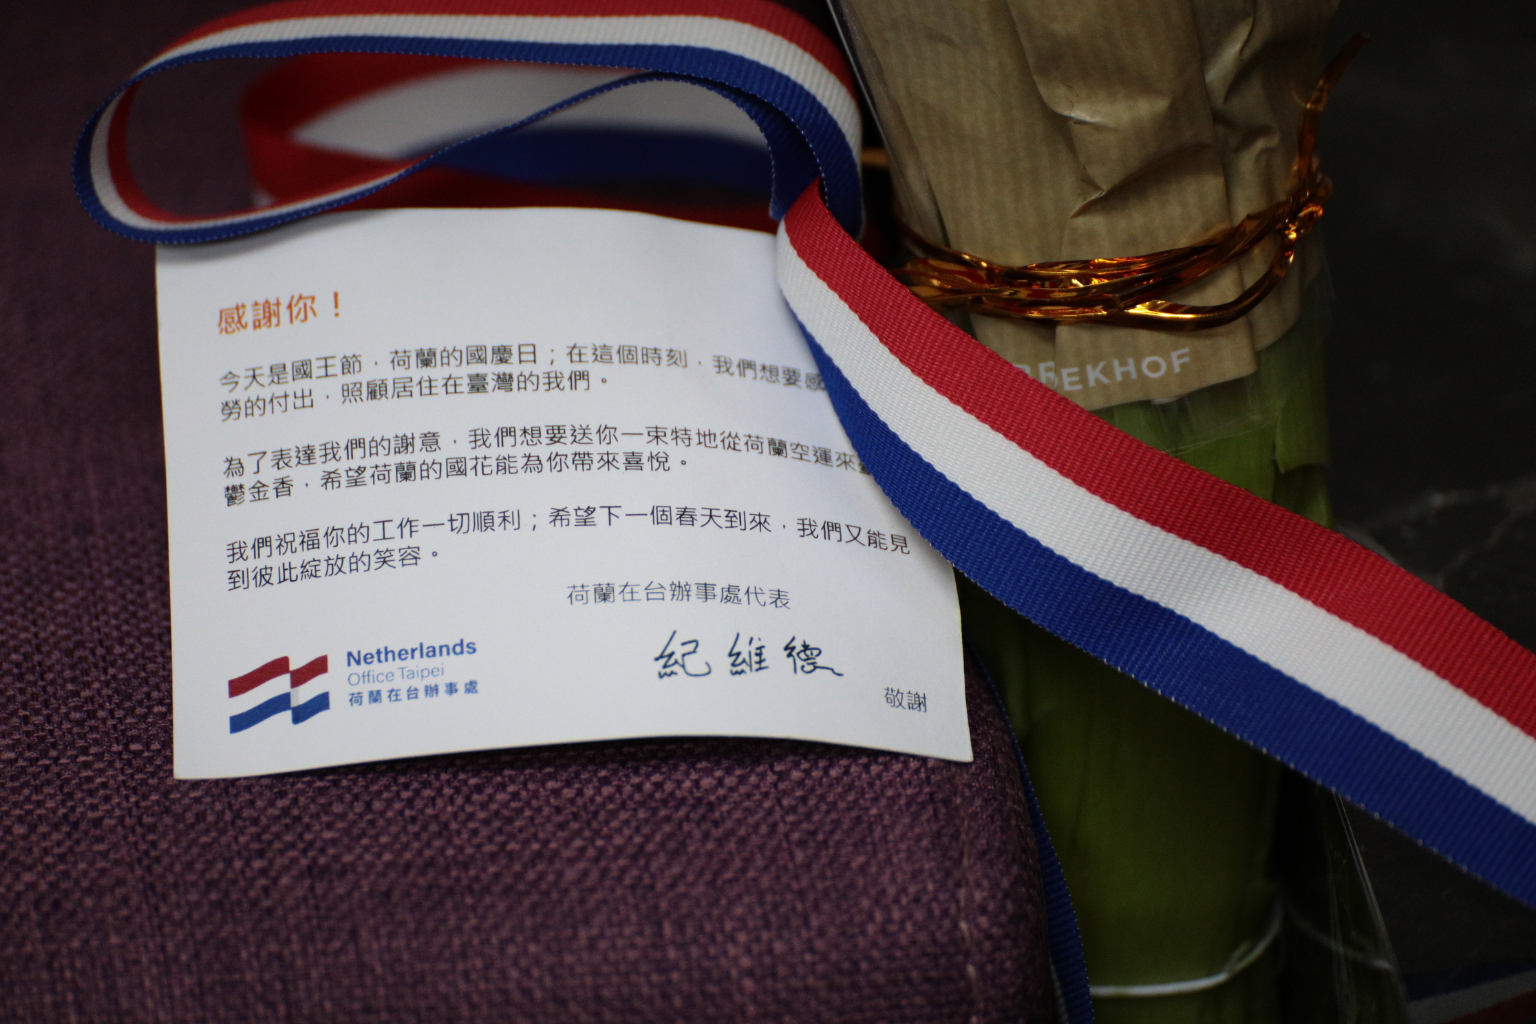 感謝你！
今天是國王節，荷蘭的國慶日；在這個時刻，我們想要感
勞的付出，照顧居住在臺灣的我們。
為了表達我們的謝意，我們想要送你一束特地從荷蘭空運來
鬱金香，希望荷蘭的國花能為你帶來喜悅。
我們祝福你的工作一切順利；希望下一個春天到來，我們又能見
到彼此綻放的笑容。
荷蘭在台辦事處代表
紀維德
敬謝
Netherlands
Office Taipei
荷蘭在台辦事處
BEKHOF